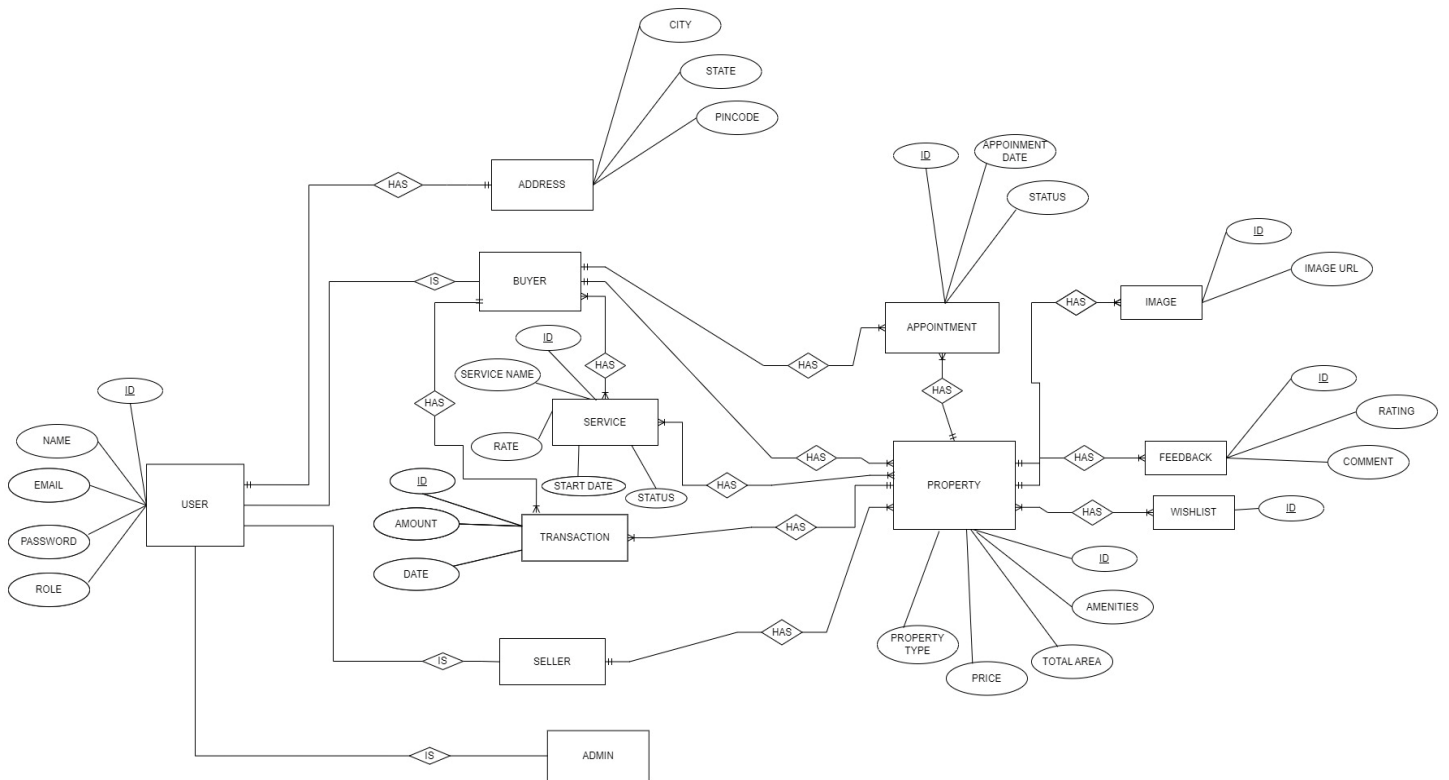 CITY
STATE
PINCODE
HAS
ADDRESS
ID
APPOINMENT
DATE
STATUS
ID
IMAGE URL
IS
BUYER
HAS
IMAGE
APPOINTMENT
ID
HAS
HAS
SERVICE NAME
HAS
ID
HAS
SERVICE
RATE
ID
RATING
NAME
HAS
HAS
FEEDBACK
COMMENT
EMAIL
START DATE
STATUS
HAS
PROPERTY
ID
USER
AMOUNT
HAS
WISHLIST
ID
PASSWORD
TRANSACTION
HAS
DATE
ID
ROLE
AMENITIES
HAS
PROPERTY
TYPE
TOTAL AREA
IS
SELLER
PRICE
IS
ADMIN